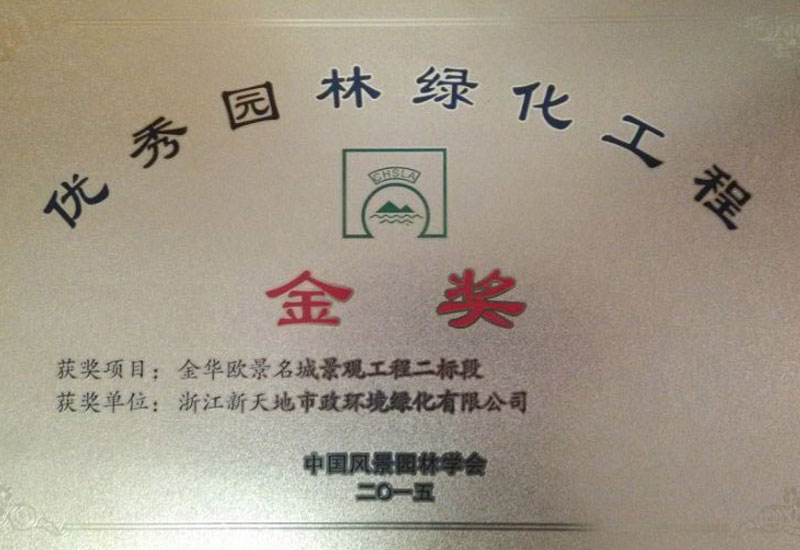 优秀园林绿化工程
CHSLA
金奖
获奖项目：金华欧景名城景观工程二标段
获奖单位：浙江新天地市政环境绿化有限公司
中国风景园林学会
二〇一五